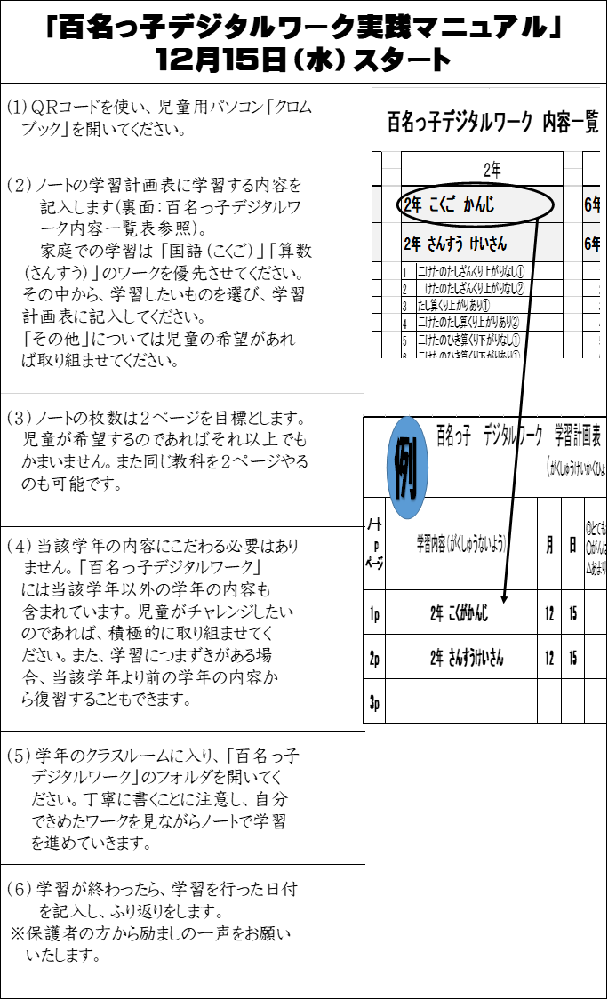 「百名っ子デジタルワーク実践マニュアル」
12月15日(水)スタート
(1)QRコードを使い、児童用パソコン「クロム
ブック」を開いてください。
(2)ノートの学習計画表に学習する内容を
記入します(裏面:百名っ子デジタルワ
ーク内容一覧表参照)。
家庭での学習は「国語(こくご)」「算数
(さんすう)」のワークを優先させてください。
その中から、学習したいものを選び、学習
計画表に記入してください。
「その他」については児童の希望があれ
ば取り組ませてください。
(3)ノートの枚数は2ページを目標とします。
児童が希望するのであればそれ以上でも
かまいません。また同じ教科を2ページやる
のも可能です。
(4)当該学年の内容にこだわる必要はあり
ません。「百名っ子デジタルワーク」
には当該学年以外の学年の内容も
含まれています。児童がチャレンジしたい
のであれば、積極的に取り組ませてく
ださい。また、学習につまずきがある場
合、当該学年より前の学年の内容か
ら復習することもできます。
(5)学年のクラスルームに入り、「百名っ子
デジタルワーク」のフォルダを開いてく
ださい。丁寧に書くことに注意し、自分
できめたワークを見ながらノートで学習
を進めていきます。
(6)学習が終わったら、学習を行った日付
を記入し、ふり返りをします。
※保護者の方から励ましの一声をお願い
いたします。
百名っ子デジタルワーク 内容一覧
2年
2年 こくご かんじ 6年
2年 さんすう けいさん 6年
1 二けたのたしざんくり上がりなし①
2 二けたのたしざんくり上がりなし②
3 たし算くり上がりあり①
4 二けたのたし算くり上がりあり②
5 二けたのひき算くり下がりなし①
6 二けたのひき算くり下がりあり①
例
百名っ子 デジタルワーク 学習計画表
(がくしゅうけいかくひょ
ノート
p
ページ
学習内容(がくしゅうないよう)
月 日
◎とても
○がんば
△あまり
1p 2年 こくごかんじ 12 15
2p 2年 さんすうけいさん 12 15
3p